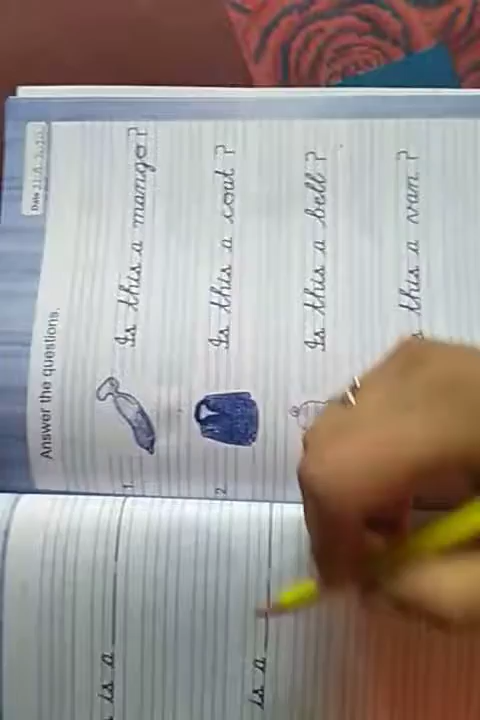 Answer the questions.
1. Is this a mango?
2. Is this a coat?
Is this a bell?
this a van?
is a
is a